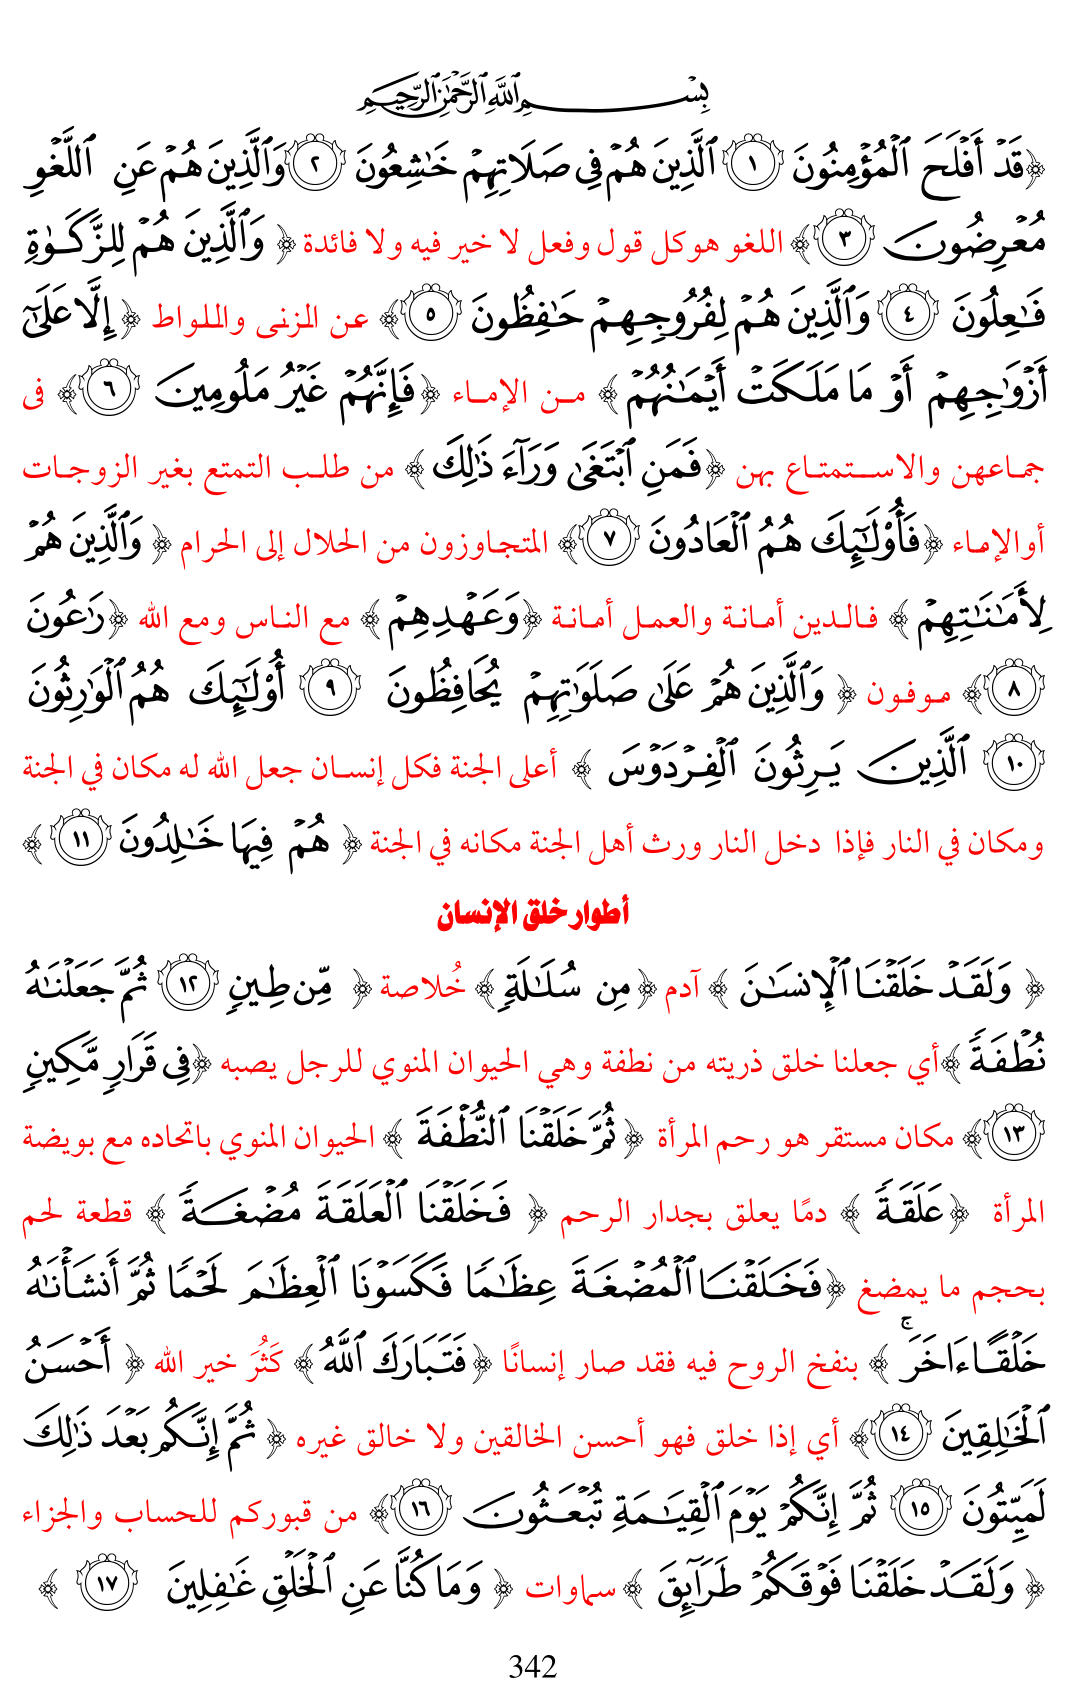 بِسْمِ ٱللَّهِ ٱلرَّحْمَٰنِ ٱلرَّحِيمِ
﴿قَدْ أَفْلَحَ ٱلْمُؤْمِنُونَ ١ ٱلَّذِينَ هُمْ فِى صَلَاتِهِمْ خَٰشِعُونَ ٢ وَٱلَّذِينَ هُمْ عَنِ ٱللَّغْوِ
مُعْرِضُونَ ٣﴾ اللغو هوكل قول وفعل لا خير فيه ولا فائدة ﴿ وَٱلَّذِينَ هُمْ لِلزَّكَوٰةِ
فَٰعِلُونَ ٤ وَٱلَّذِينَ هُمْ لِفُرُوجِهِمْ حَٰفِظُونَ ٥﴾ عن المزنى والملواط ﴿ إِلَّا عَلَىٰٓ
أَزْوَٰجِهِمْ أَوْ مَا مَلَكَتْ أَيْمَٰنُهُمْ ﴾ من الإماء ﴿فَإِنَّهُمْ غَيْرُ مَلُومِينَ ٦﴾ فى
جماعهن والاستمتاع بهن ﴿فَمَنِ ٱبْتَغَىٰ وَرَآءَ ذَٰلِكَ ﴾ من طلب التمتع بغير الزوجات
أوالإماء ﴿فَأُو۟لَٰٓئِكَ هُمُ ٱلْعَادُونَ ٧﴾ المتجاوزون من الحلال إلى الحرام ﴿ وَٱلَّذِينَ هُمْ
لِأَمَٰنَٰتِهِمْ ﴾ فالدين أمانة والعمل أمانة ﴿وَعَهْدِهِمْ ﴾ مع الناس ومع الله ﴿رَٰعُونَ
٨﴾ موفون ﴿ وَٱلَّذِينَ هُمْ عَلَىٰ صَلَوَٰتِهِمْ يُحَافِظُونَ ٩ أُو۟لَٰٓئِكَ هُمُ ٱلْوَٰرِثُونَ
١٠ ٱلَّذِينَ يَرِثُونَ ٱلْفِرْدَوْسَ ﴾ أعلى الجنة فكل إنسان جعل الله له مكان في الجنة
ومكان في النار فإذا دخل النار ورث أهل الجنة مكانه في الجنة ﴿ هُمْ فِيهَا خَٰلِدُونَ ١١ ﴾
أطوار خلق الإنسان
﴿ وَلَقَدْ خَلَقْنَا ٱلْإِنسَٰنَ ﴾ آدم ﴿مِن سُلَٰلَةٍ﴾ خُلاصة ﴿ مِّن طِينٍ ١٢ ثُمَّ جَعَلْنَٰهُ
نُطْفَةً ﴾أي جعلنا خلق ذريته من نطفة وهي الحيوان المنوي للرجل يصبه ﴿فِى قَرَارٍ مَّكِينٍ
١٣﴾ مكان مستقر هو رحم المرأة ﴿ثُمَّ خَلَقْنَا ٱلنُّطْفَةَ ﴾ الحيوان المنوي باتحاده مع بويضة
المرأة ﴿عَلَقَةً ﴾ دمًا يعلق بجدار الرحم ﴿ فَخَلَقْنَا ٱلْعَلَقَةَ مُضْغَةً ﴾ قطعة لحم
بحجم ما يمضغ ﴿فَخَلَقْنَا ٱلْمُضْغَةَ عِظَٰمًا فَكَسَوْنَا ٱلْعِظَٰمَ لَحْمًا ثُمَّ أَنشَأْنَٰهُ
خَلْقًاءَاخَرَ ۚ ﴾ بنفخ الروح فيه فقد صار إنسانًا ﴿فَتَبَارَكَ ٱللَّهُ ﴾ كَثُرَ خير الله ﴿ أَحْسَنُ
ٱلْخَٰلِقِينَ ١٤﴾ أي إذا خلق فهو أحسن الخالقين ولا خالق غيره ﴿ ثُمَّ إِنَّكُم بَعْدَ ذَٰلِكَ
لَمَيِّتُونَ ١٥ ثُمَّ إِنَّكُمْ يَوْمَ ٱلْقِيَٰمَةِ تُبْعَثُونَ ١٦﴾ من قبوركم للحساب والجزاء
﴿ وَلَقَدْ خَلَقْنَا فَوْقَكُمْ طَرَآئِقَ ﴾ سماوات ﴿ وَمَا كُنَّا عَنِ ٱلْخَلْقِ غَٰفِلِينَ ١٧ ﴾
342